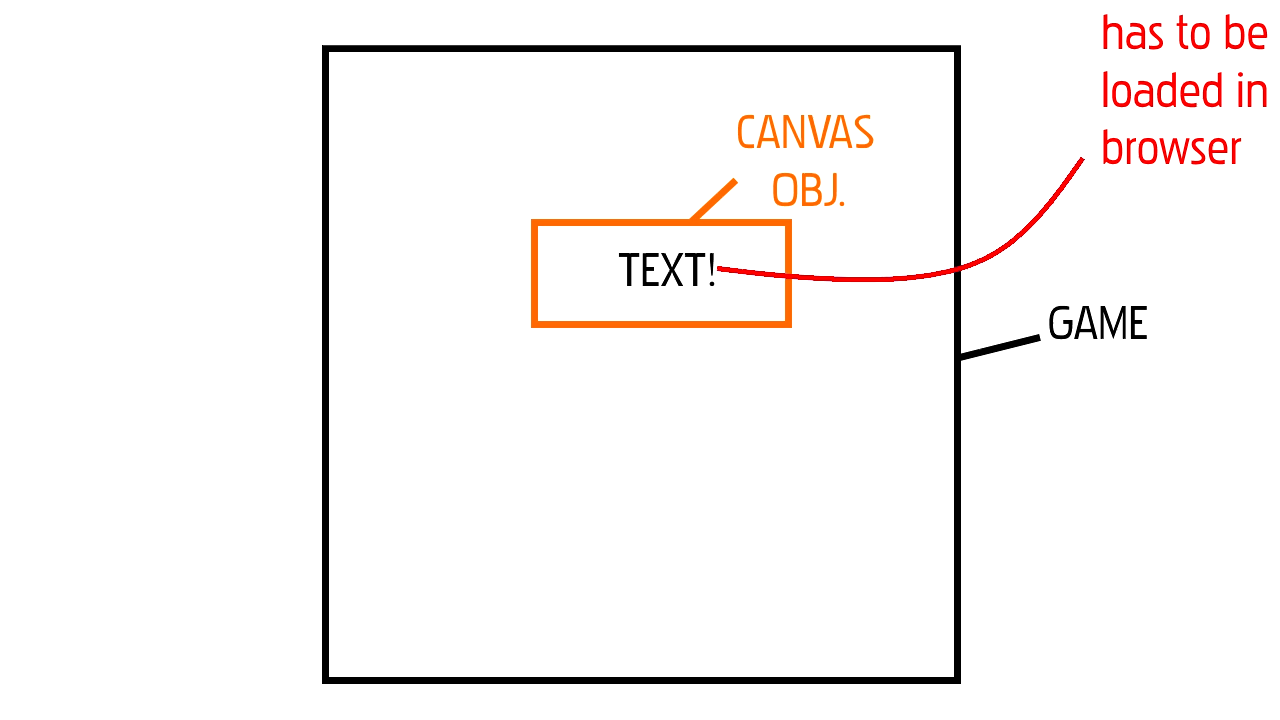 has to be
loaded in
browser
CANVAS
OBJ.
TEXT!
GAME